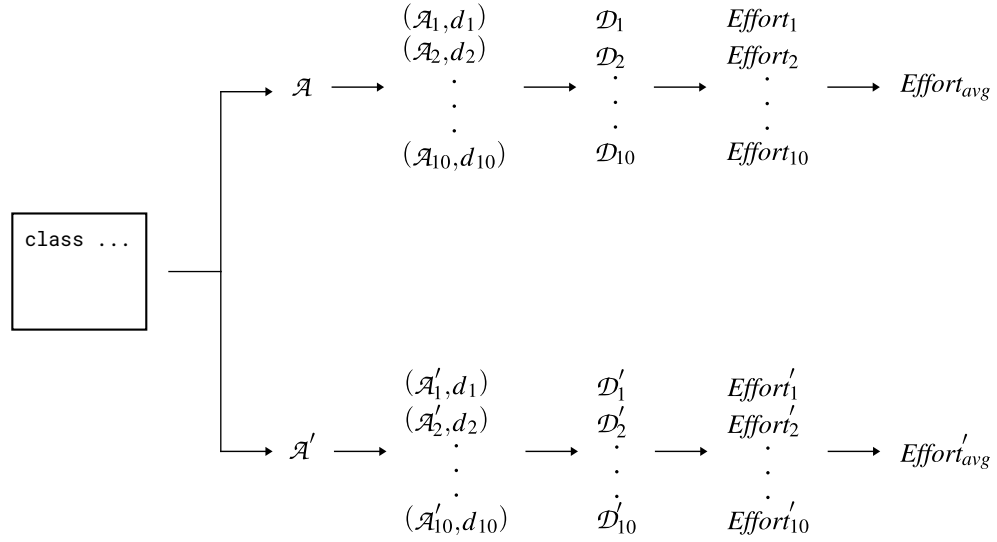 (𝒜₁,d₁) 𝒟₁ Effort₁
(𝒜₂,d₂) 𝒟₂ Effort₂
𝒜 . . . Effortₐᵥg
(𝒜₁₀,d₁₀) 𝒟₁₀ Effort₁₀
class ...
(𝒜′₁,d₁) 𝒟′₁ Effort′₁
(𝒜′₂,d₂) 𝒟′₂ Effort′₂
𝒜′ . . . Effort′ₐᵥg
(𝒜′₁₀,d₁₀) 𝒟′₁₀ Effort′₁₀